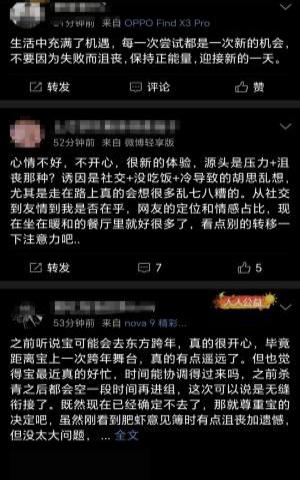 21分钟前 来自 OPPO Find X3 Pro
生活中充满了机遇，每一次尝试都是一次新的机会，
不要因为失败而沮丧，保持正能量，迎接新的一天。
转发 评论 赞
52分钟前 来自 微博轻享版
心情不好，不开心，很新的体验，源头是压力+沮
丧那种？诱因是社交+没吃饭+冷导致的胡思乱想，
尤其是走在路上真的会想很多乱七八糟的。从社交
到友情到我是否在乎，网友的定位和情感占比，现
在坐在暖和的餐厅里就好很多了，看点别的转移一
下注意力吧..
转发 7 5
人人公益
53分钟前 来自 nova 9 精彩...
之前听说宝可能会去东方跨年，真的很开心，毕竟
距离宝上一次跨年舞台，真的有点遥远了。但也觉
得宝最近真的好忙，时间能协调得过来吗，之前杀
青之后都会空一段时间再进组，这次可以说是无缝
衔接了。既然现在已经确定不去了，那就尊重宝的
决定吧，虽然刚看到肥虾意见簿时有点沮丧加遗憾，
但没太大问题，... 全文